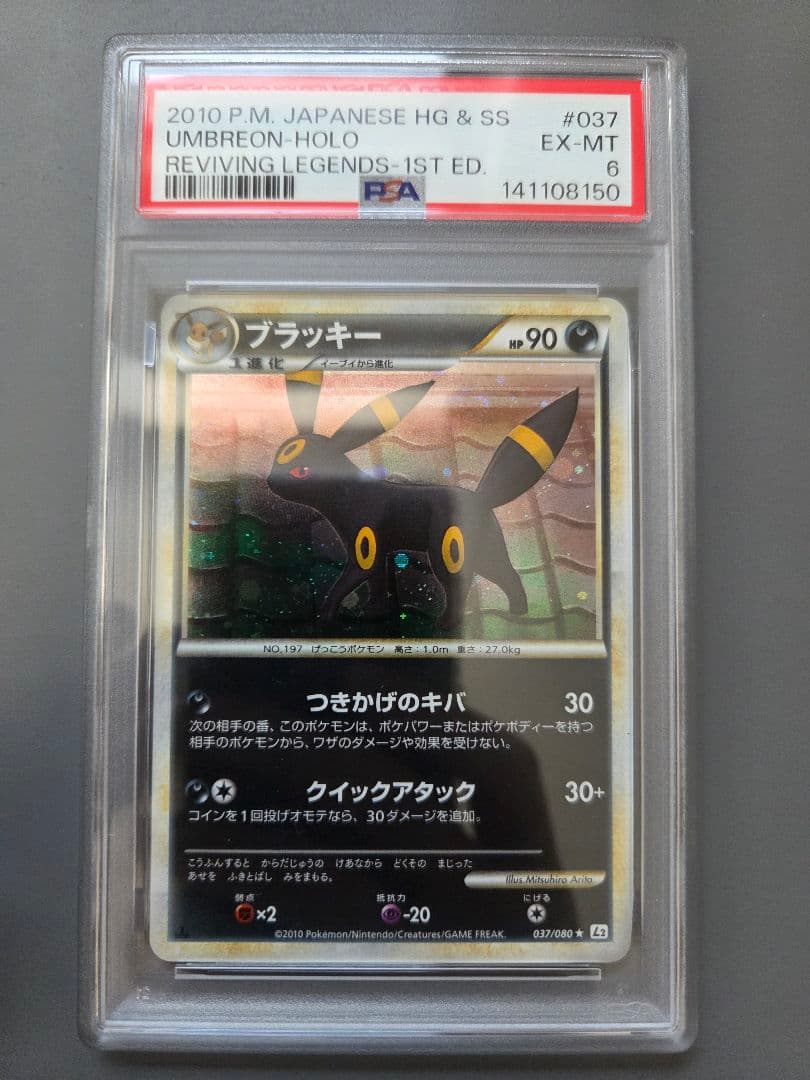 2010 P.M. JAPANESE HG & SS #037
UMBREON-HOLO EX-MT
REVIVING LEGENDS-1ST ED. 6
PSA 141108150
ブラッキー HP 90
1進化 イーブイから進化
NO.197 げっこうポケモン 高さ:1.0m 重さ:27.0kg
つきかげのキバ 30
次の相手の番、このポケモンは、ポケパワーまたはポケボディーを持つ
相手のポケモンから、ワザのダメージや効果を受けない。
クイックアタック 30+
コインを1回投げオモテなら、30ダメージを追加。
こうふんすると からだじゅうの けあなから どくその まじった
あせを ふきとばし みをまもる。
Illus. Mitsuhiro Arita
弱点 抵抗力 にげる
×2 -20
©2010 Pokémon/Nintendo/Creatures/GAME FREAK. 037/080 ★ L2